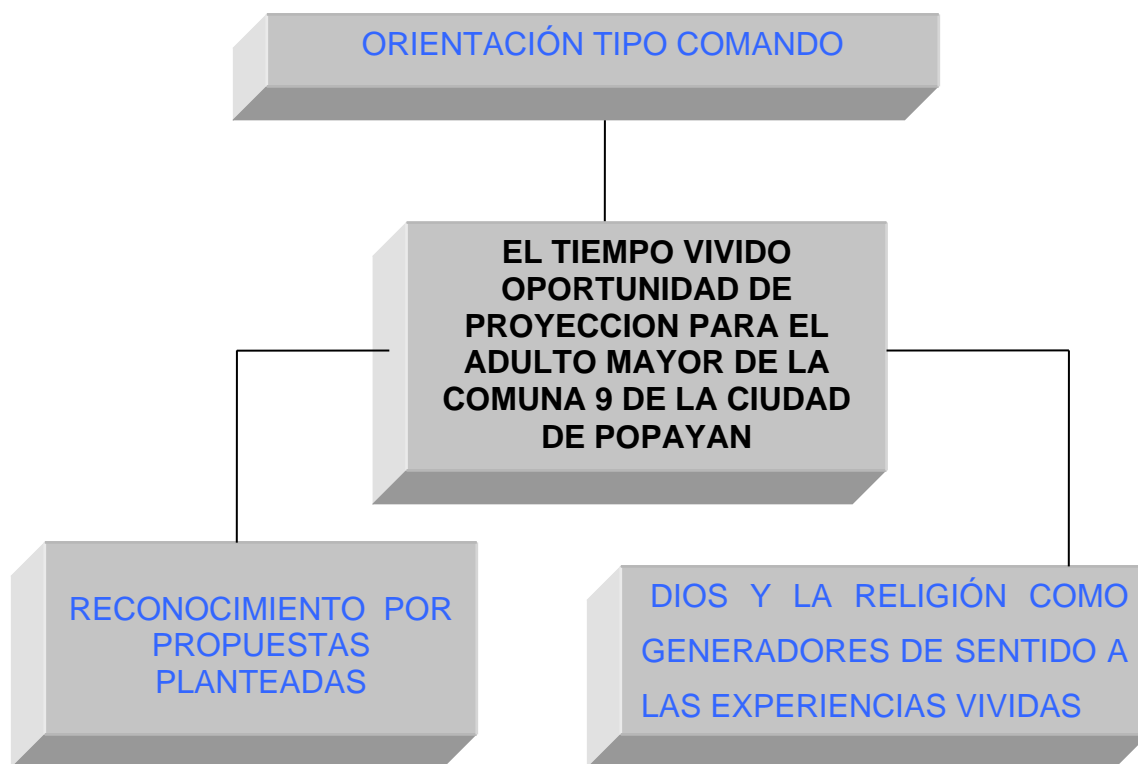 ORIENTACIÓN TIPO COMANDO
EL TIEMPO VIVIDO
OPORTUNIDAD DE
PROYECCION PARA EL
ADULTO MAYOR DE LA
COMUNA 9 DE LA CIUDAD
DE POPAYAN
RECONOCIMIENTO POR
PROPUESTAS
PLANTEADAS
DIOS Y LA RELIGIÓN COMO
GENERADORES DE SENTIDO A
LAS EXPERIENCIAS VIVIDAS